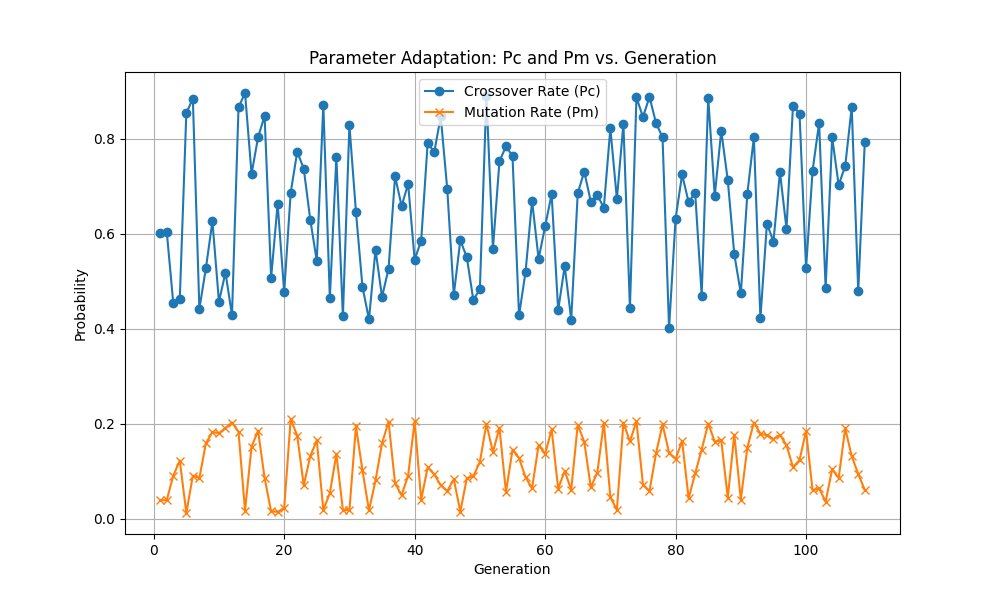 Parameter Adaptation: Pc and Pm vs. Generation
Crossover Rate (Pc)
Mutation Rate (Pm)
Probability
0.8
0.6
0.4
0.2
0.0
0 20 40 60 80 100
Generation